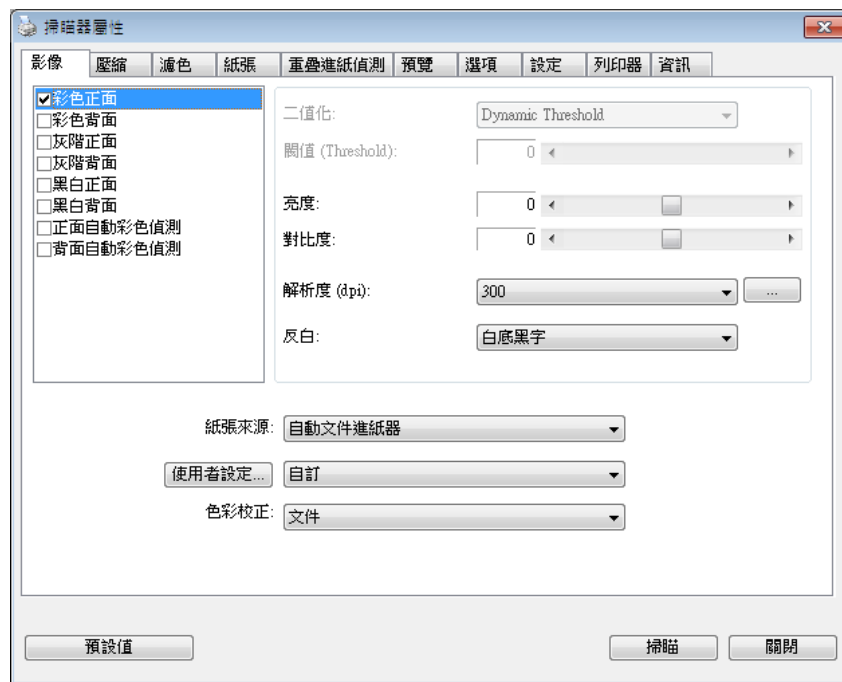 掃瞄器屬性
影像 壓縮 濾色 紙張 重疊進紙偵測 預覽 選項 設定 列印器 資訊
彩色正面
彩色背面
灰階正面
灰階背面
黑白正面
黑白背面
正面自動彩色偵測
背面自動彩色偵測
二值化: Dynamic Threshold
閥值 (Threshold): 0
亮度: 0
對比度: 0
解析度 (dpi): 300 ...
反白: 白底黑字
紙張來源: 自動文件進紙器
使用者設定... 自訂
色彩校正: 文件
預設值 掃瞄 關閉